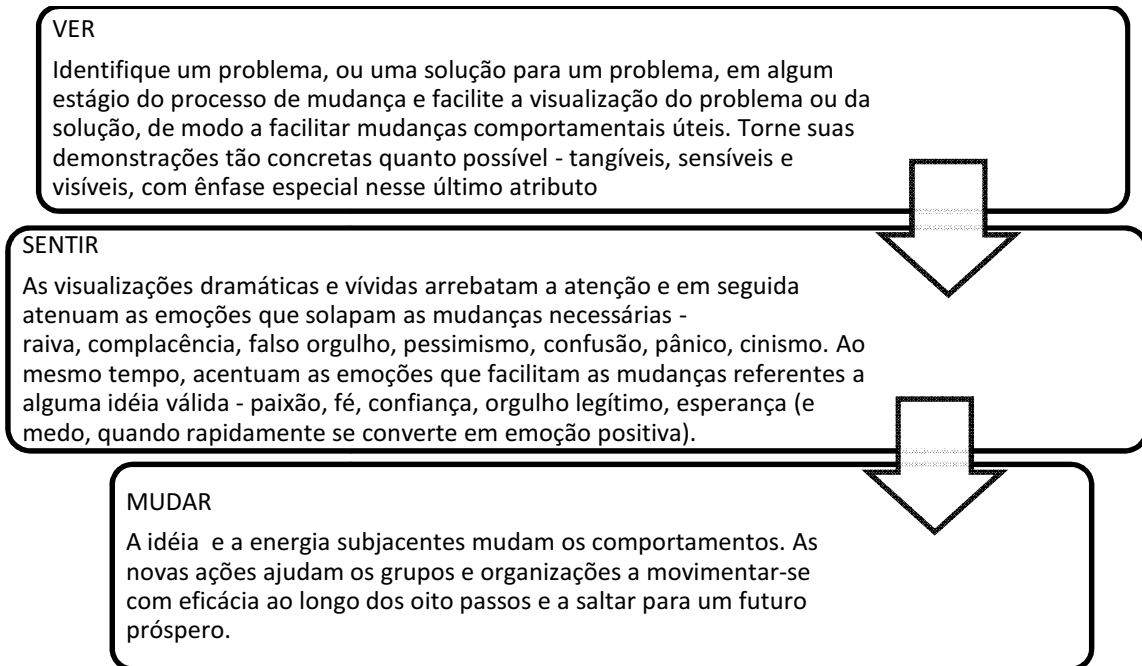 VER
Identifique um problema, ou uma solução para um problema, em algum
estágio do processo de mudança e facilite a visualização do problema ou da
solução, de modo a facilitar mudanças comportamentais úteis. Torne suas
demonstrações tão concretas quanto possível - tangíveis, sensíveis e
visíveis, com ênfase especial nesse último atributo
SENTIR
As visualizações dramáticas e vívidas arrebatam a atenção e em seguida
atenuam as emoções que solapam as mudanças necessárias -
raiva, complacência, falso orgulho, pessimismo, confusão, pânico, cinismo. Ao
mesmo tempo, acentuam as emoções que facilitam as mudanças referentes a
alguma idéia válida - paixão, fé, confiança, orgulho legítimo, esperança (e
medo, quando rapidamente se converte em emoção positiva).
MUDAR
A idéia e a energia subjacentes mudam os comportamentos. As
novas ações ajudam os grupos e organizações a movimentar-se
com eficácia ao longo dos oito passos e a saltar para um futuro
próspero.